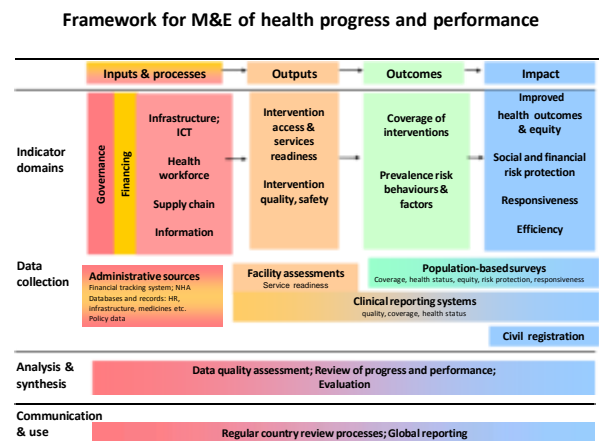 Framework for M&E of health progress and performance
Inputs & processes
Outputs
Outcomes
Impact
Indicator
domains
Governance
Financing
Infrastructure;
ICT
Health
workforce
Supply chain
Information
Intervention
access &
services
readiness
Intervention
quality, safety
Coverage of
interventions
Prevalence risk
behaviours &
factors
Improved
health outcomes
& equity
Social and financial
risk protection
Responsiveness
Efficiency
Data
collection
Administrative sources
Financial tracking system; NHA
Databases and records: HR,
infrastructure, medicines etc.
Policy data
Facility assessments
Service readiness
Population-based surveys
Coverage, health status, equity, risk protection, responsiveness
Clinical reporting systems
quality, coverage, health status
Civil registration
Analysis &
synthesis
Data quality assessment; Review of progress and performance;
Evaluation
Communication
& use
Regular country review processes; Global reporting